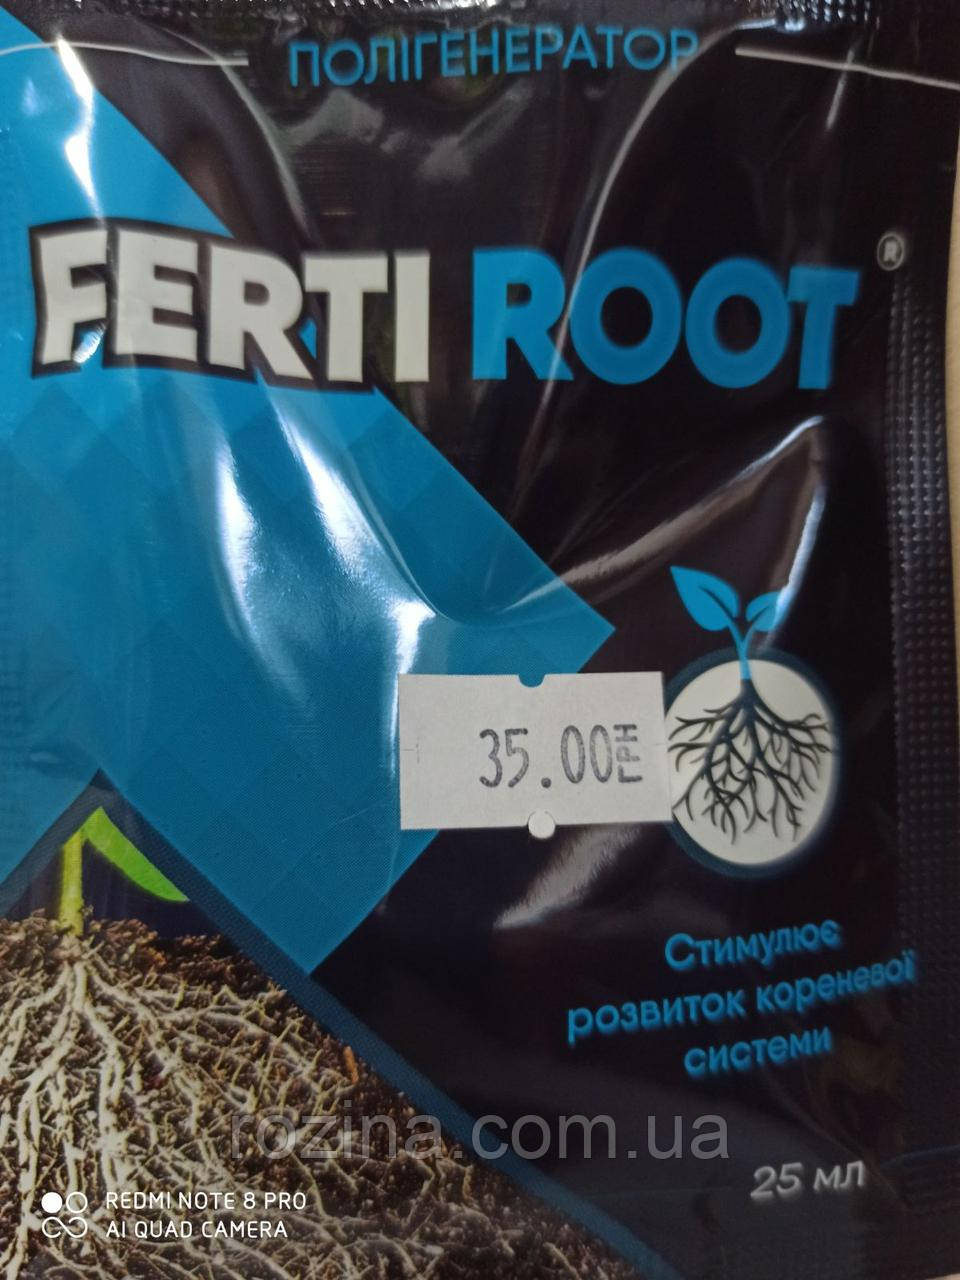 ПОЛІГЕНЕРАТОР
FERTI ROOT ®
35.00 ГРН
Стимулює
розвиток кореневої
системи
rozina.com.ua
25 мл
REDMI NOTE 8 PRO
AI QUAD CAMERA